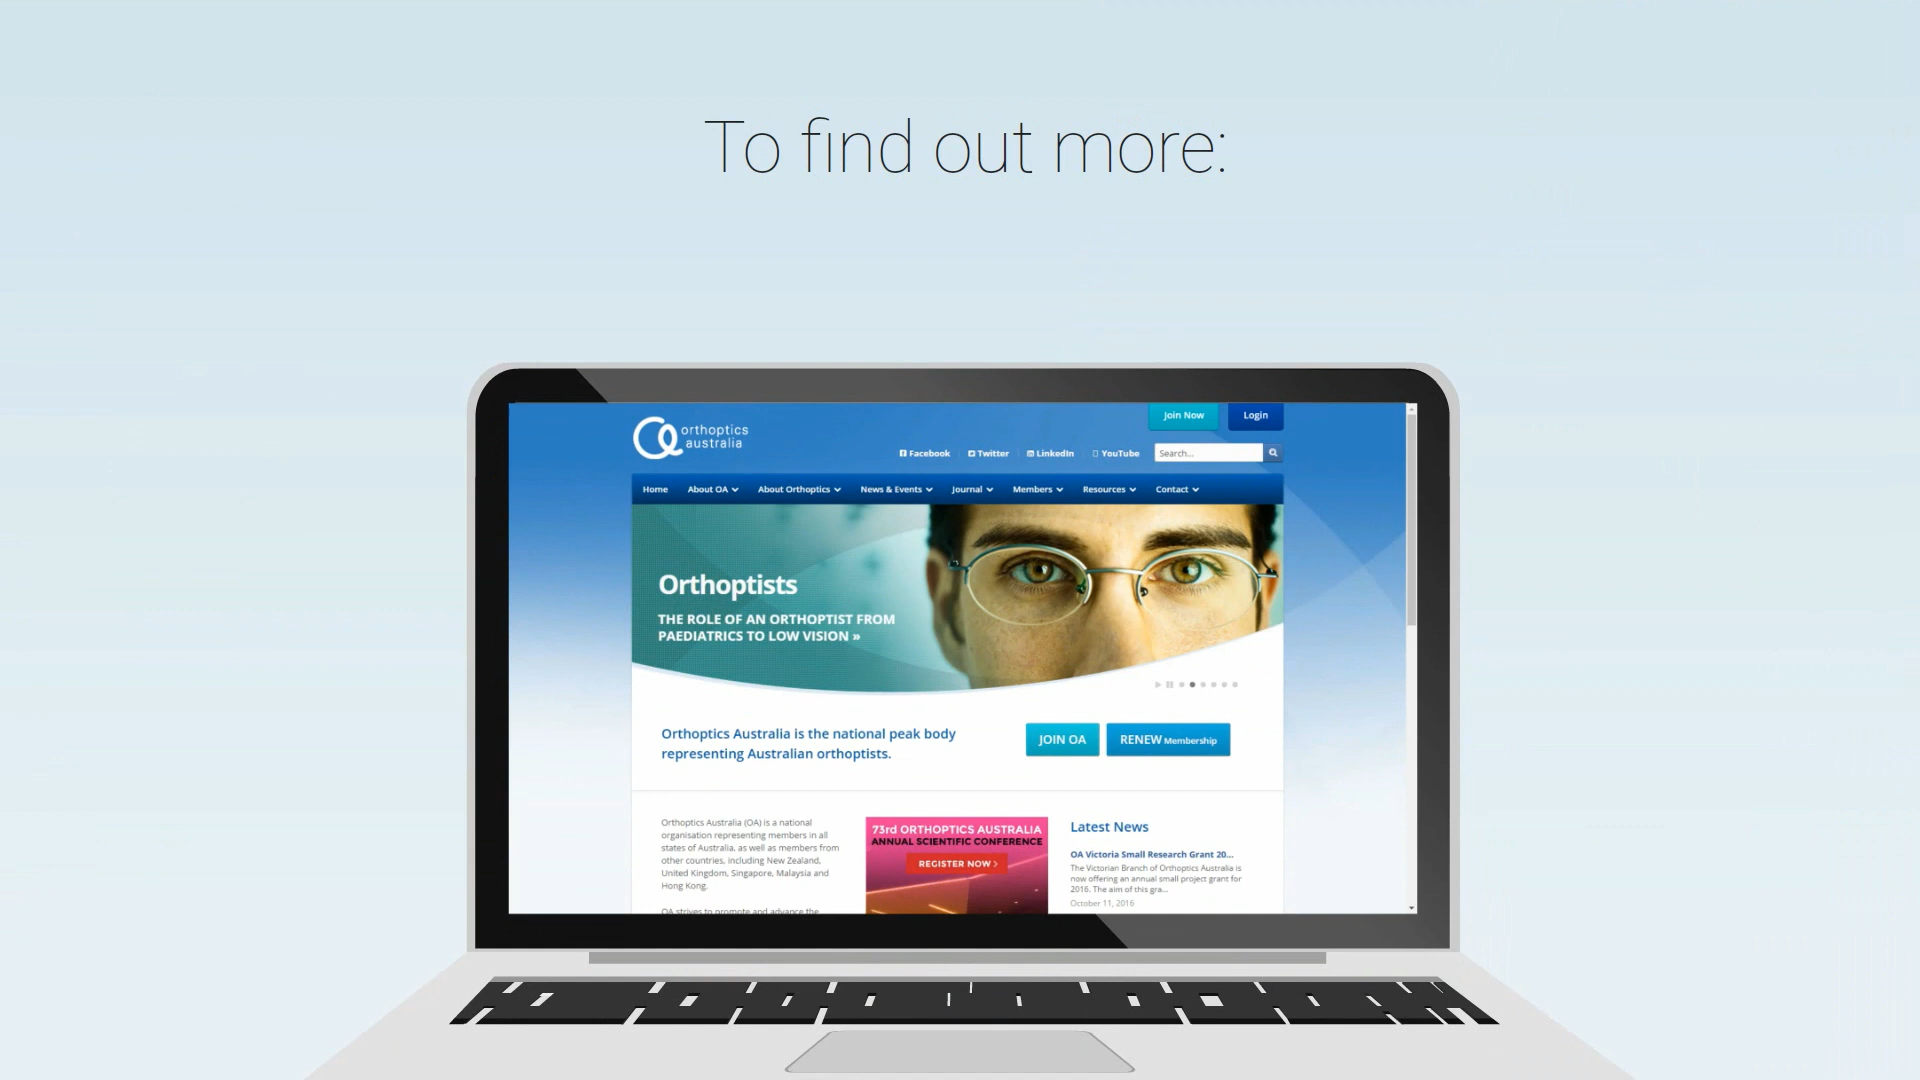 To find out more:
orthoptics
australia
Join Now
Login
Facebook
Twitter
LinkedIn
YouTube
Search...
Home
About OA
About Orthoptics
News & Events
Journal
Members
Resources
Contact
Orthoptists
THE ROLE OF AN ORTHOPTIST FROM
PAEDIATRICS TO LOW VISION »
Orthoptics Australia is the national peak body
representing Australian orthoptists.
JOIN OA
RENEW Membership
Orthoptics Australia (OA) is a national
organisation representing members in all
states of Australia, as well as members from
other countries, including New Zealand,
United Kingdom, Singapore, Malaysia and
Hong Kong.
OA strives to promote and advance the
73rd ORTHOPTICS AUSTRALIA
ANNUAL SCIENTIFIC CONFERENCE
REGISTER NOW >
Latest News
OA Victoria Small Research Grant 20...
The Victorian Branch of Orthoptics Australia is
now offering an annual small project grant for
2016. The aim of this gra...
October 11, 2016